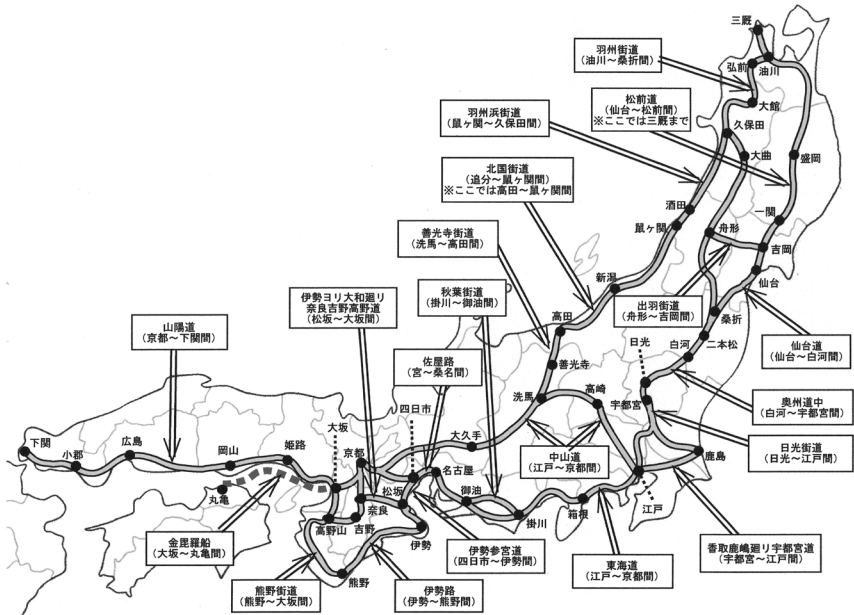 三厩
羽州街道
(油川~桑折間)
弘前
油川
大館
松前道
(仙台~松前間)
※ここでは三厩まで
羽州浜街道
(鼠ヶ関~久保田間)
久保田
大曲
盛岡
北国街道
(追分~鼠ヶ関間)
※ここでは高田~鼠ヶ関間
酒田
鼠ヶ関
一関
舟形
吉岡
仙台
善光寺街道
(洗馬~高田間)
新潟
出羽街道
(舟形~吉岡間)
桑折
秋葉街道
(掛川~御油間)
伊勢ヨリ大和廻リ
奈良吉野高野道
(松坂~大坂間)
山陽道
(京都~下関間)
高田
日光
白河
二本松
仙台道
(仙台~白河間)
佐屋路
(宮~桑名間)
善光寺
奥州道中
(白河~宇都宮間)
洗馬
高崎
宇都宮
四日市
大坂
日光街道
(日光~江戸間)
下関
小郡
広島
岡山
姫路
京都
大久手
中山道
(江戸~京都間)
鹿島
名古屋
丸亀
松坂
奈良
御油
掛川
箱根
江戸
高野山
吉野
伊勢
金毘羅船
(大坂~丸亀間)
伊勢参宮道
(四日市~伊勢間)
東海道
(江戸~京都間)
香取鹿嶋廻リ宇都宮道
(宇都宮~江戸間)
熊野街道
(熊野~大坂間)
熊野
伊勢路
(伊勢~熊野間)